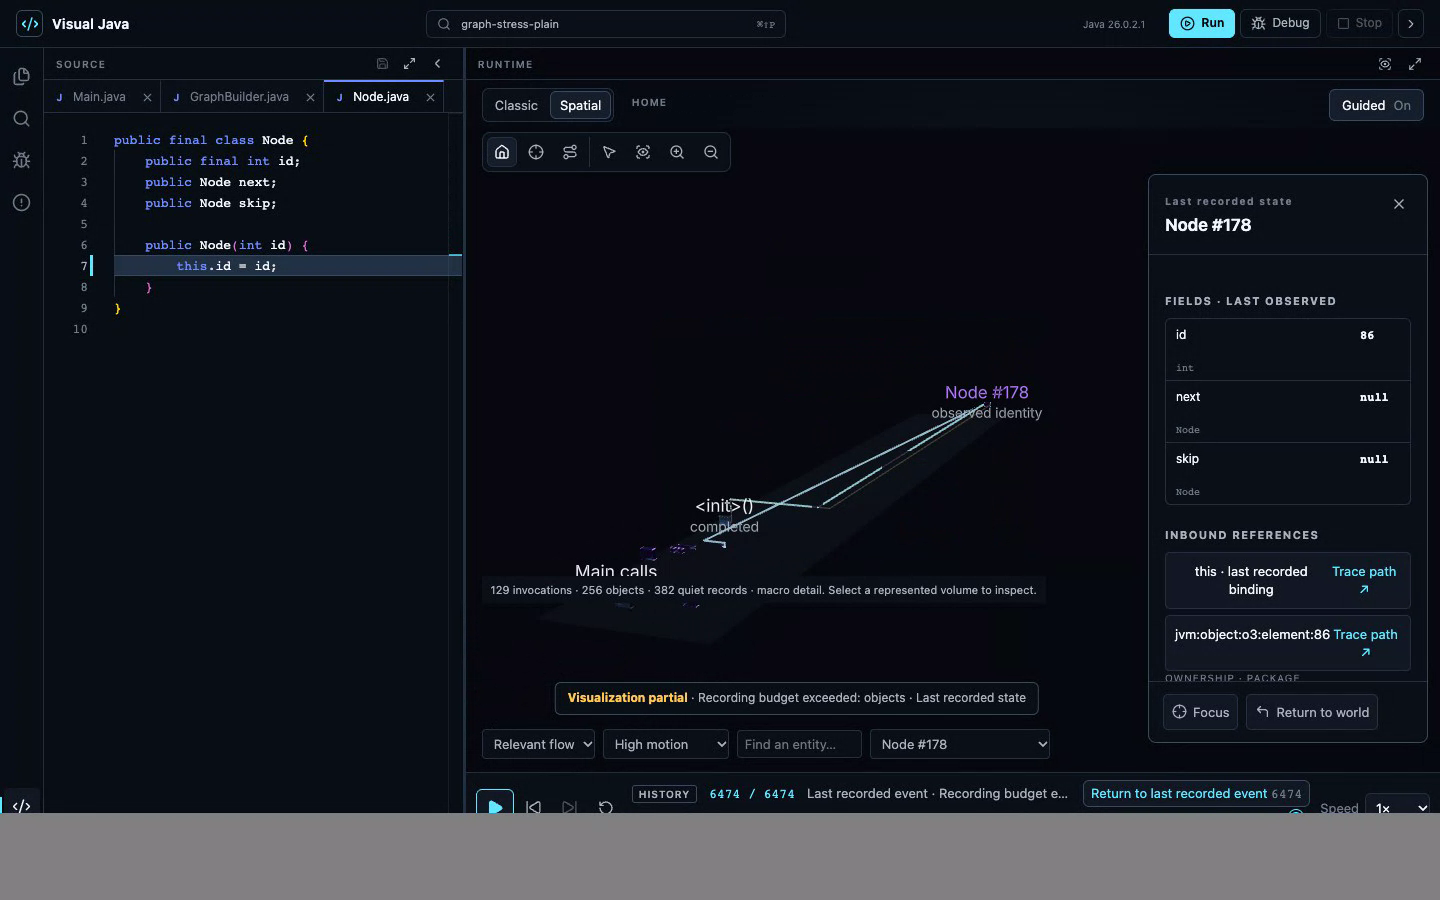 Visual Java
graph-stress-plain
⌘⇧P
Java 26.0.2.1
Run
Debug
Stop
SOURCE
RUNTIME
J Main.java
J GraphBuilder.java
J Node.java
Classic
Spatial
HOME
Guided On
1 public final class Node {
2 public final int id;
3 public Node next;
4 public Node skip;
5
6 public Node(int id) {
7 this.id = id;
8 }
9 }
10
Last recorded state
Node #178
FIELDS · LAST OBSERVED
id 86
int
next null
Node
skip null
Node
INBOUND REFERENCES
this · last recorded binding
Trace path ↗
jvm:object:o3:element:86
Trace path ↗
OWNERSHIP · PACKAGE
Focus
Return to world
Node #178
observed identity
<init>()
completed
Main calls
129 invocations · 256 objects · 382 quiet records · macro detail. Select a represented volume to inspect.
Visualization partial · Recording budget exceeded: objects · Last recorded state
Relevant flow
High motion
Find an entity...
Node #178
HISTORY
6474 / 6474
Last recorded event · Recording budget e...
Return to last recorded event 6474
Speed
1×